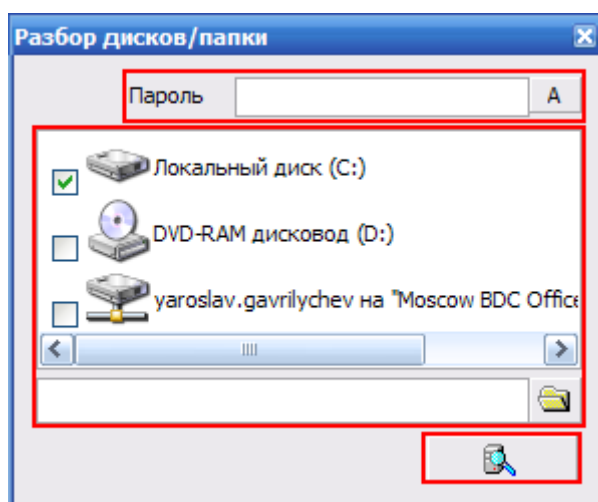 Разбор дисков/папки
Пароль
A
Локальный диск (C:)
DVD-RAM дисковод (D:)
yaroslav.gavrilychev на "Moscow BDC Office